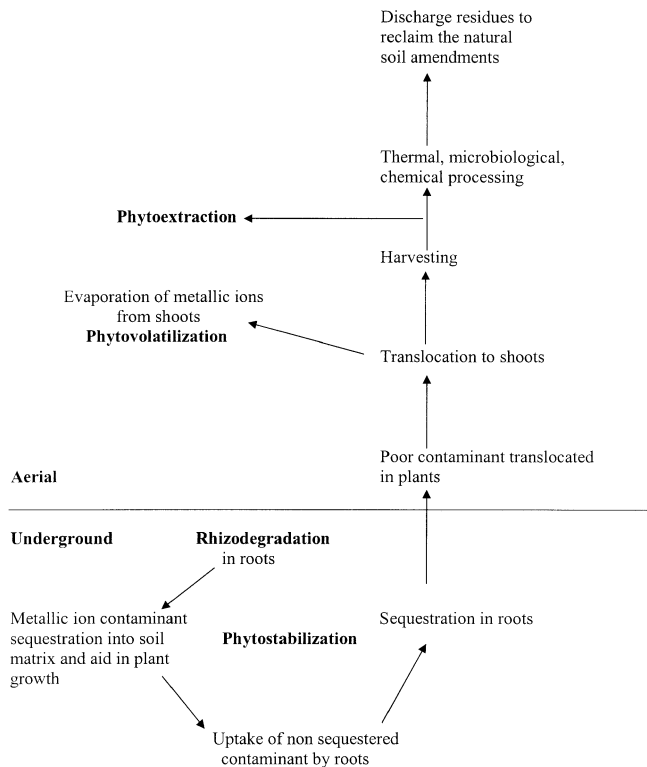 Discharge residues to
reclaim the natural
soil amendments
Thermal, microbiological,
chemical processing
Phytoextraction
Harvesting
Evaporation of metallic ions
from shoots
Phytovolatilization
Translocation to shoots
Poor contaminant translocated
in plants
Aerial
Underground
Rhizodegradation
in roots
Metallic ion contaminant
sequestration into soil
matrix and aid in plant
growth
Phytostabilization
Sequestration in roots
Uptake of non sequestered
contaminant by roots